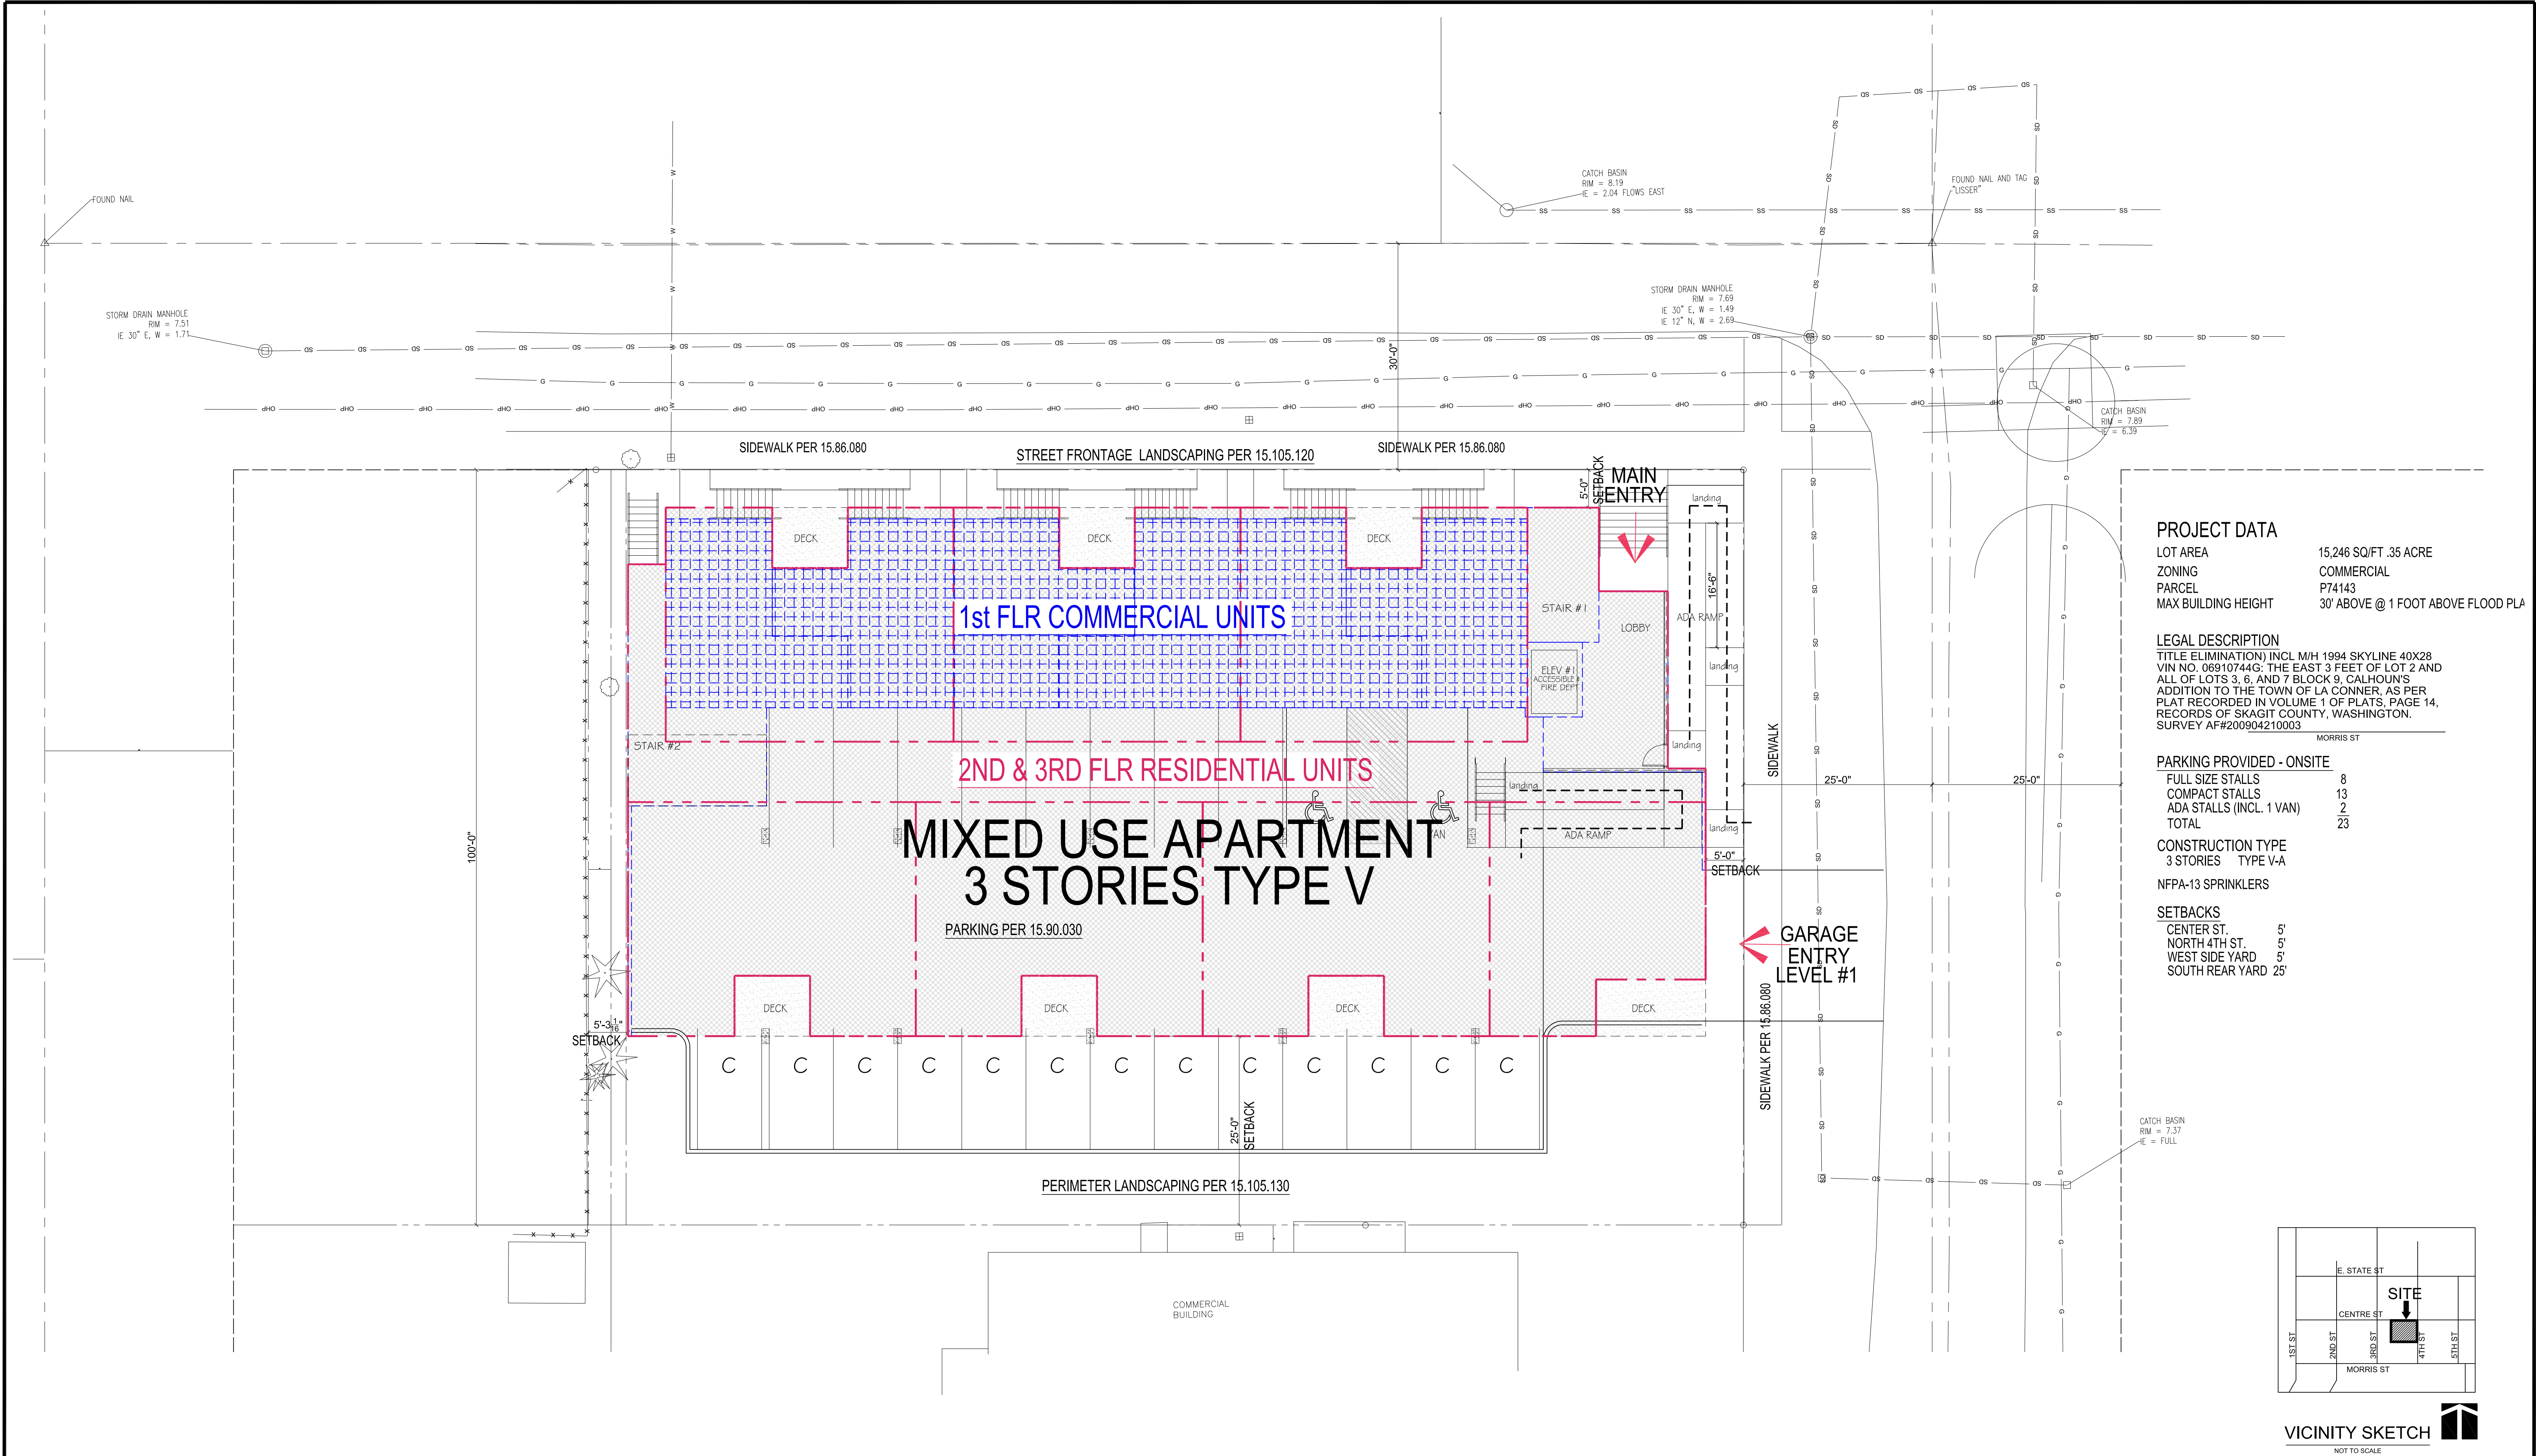 FOUND NAIL
CATCH BASIN
RIM = 8.19
IE = 2.04 FLOWS EAST
FOUND NAIL AND TAG
"LISSER"
STORM DRAIN MANHOLE
RIM = 7.51
IE 30" E, W = 1.71
STORM DRAIN MANHOLE
RIM = 7.69
IE 30" E, W = 1.49
IE 12" N, W = 2.69
30'-0"
CATCH BASIN
RIM = 7.89
IE = 6.39
SIDEWALK PER 15.86.080
STREET FRONTAGE LANDSCAPING PER 15.105.120
SIDEWALK PER 15.86.080
5'-0"
SETBACK
MAIN
ENTRY
landing
DECK
DECK
DECK
16'-6"
1st FLR COMMERCIAL UNITS
STAIR #1
LOBBY
ADA RAMP
ELEV. #1
ACCESSIBLE &
FIRE DEPT
landing
STAIR #2
landing
SIDEWALK
2ND & 3RD FLR RESIDENTIAL UNITS
landing
25'-0"
25'-0"
100'-0"
MIXED USE APARTMENT
VAN
ADA RAMP
landing
3 STORIES TYPE V
5'-0"
SETBACK
PARKING PER 15.90.030
GARAGE
ENTRY
LEVEL #1
DECK
DECK
DECK
DECK
5'-3 1/16"
SETBACK
SIDEWALK PER 15.86.080
C C C C C C C C C C C C C
25'-0"
SETBACK
PERIMETER LANDSCAPING PER 15.105.130
CATCH BASIN
RIM = 7.37
IE = FULL
COMMERCIAL
BUILDING
PROJECT DATA
LOT AREA 15,246 SQ/FT .35 ACRE
ZONING COMMERCIAL
PARCEL P74143
MAX BUILDING HEIGHT 30' ABOVE @ 1 FOOT ABOVE FLOOD PLA
LEGAL DESCRIPTION
TITLE ELIMINATION) INCL M/H 1994 SKYLINE 40X28
VIN NO. 06910744G: THE EAST 3 FEET OF LOT 2 AND
ALL OF LOTS 3, 6, AND 7 BLOCK 9, CALHOUN'S
ADDITION TO THE TOWN OF LA CONNER, AS PER
PLAT RECORDED IN VOLUME 1 OF PLATS, PAGE 14,
RECORDS OF SKAGIT COUNTY, WASHINGTON.
SURVEY AF#200904210003
MORRIS ST
PARKING PROVIDED - ONSITE
FULL SIZE STALLS 8
COMPACT STALLS 13
ADA STALLS (INCL. 1 VAN) 2
TOTAL 23
CONSTRUCTION TYPE
3 STORIES TYPE V-A
NFPA-13 SPRINKLERS
SETBACKS
CENTER ST. 5'
NORTH 4TH ST. 5'
WEST SIDE YARD 5'
SOUTH REAR YARD 25'
E. STATE ST
SITE
CENTRE ST
1ST ST
2ND ST
3RD ST
4TH ST
5TH ST
MORRIS ST
VICINITY SKETCH
NOT TO SCALE